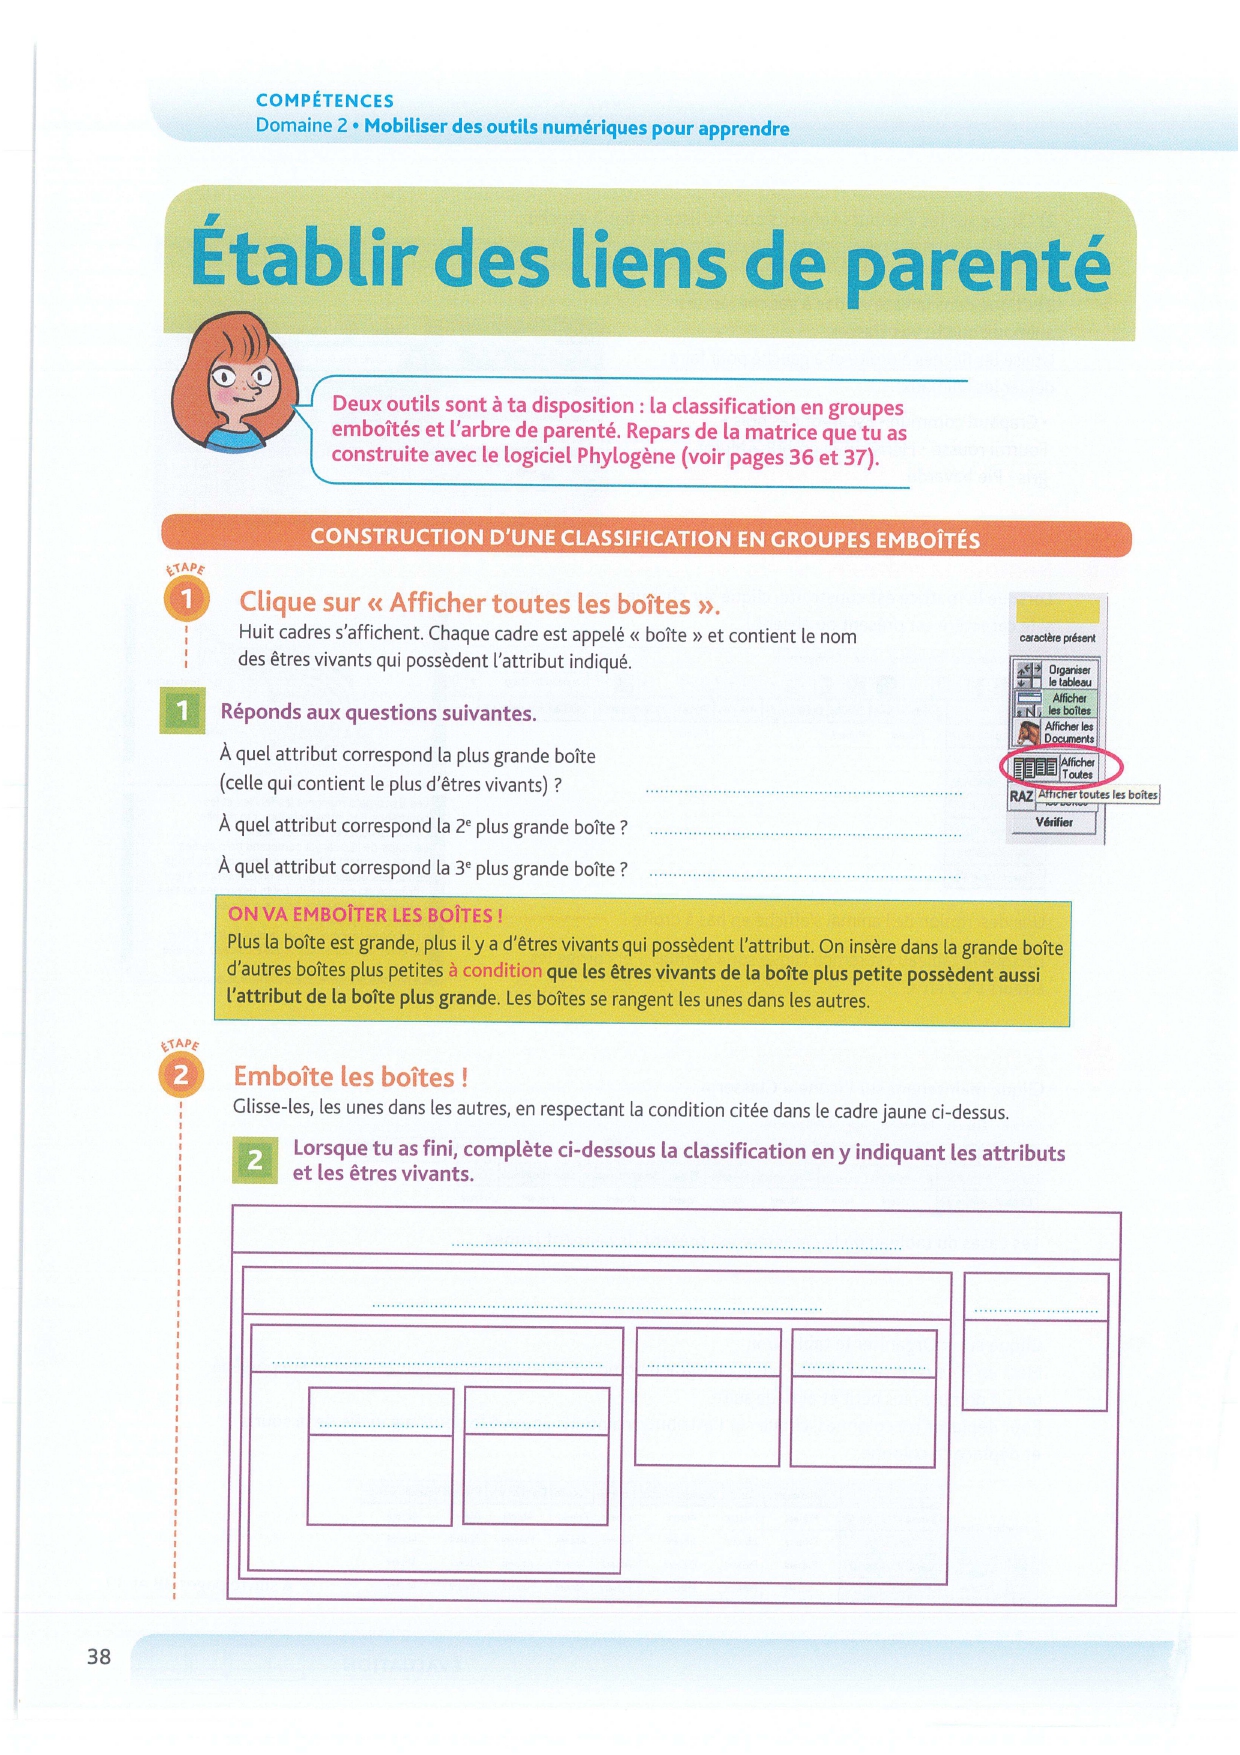 COMPÉTENCES
Domaine 2 • Mobiliser des outils numériques pour apprendre
Établir des liens de parenté
Deux outils sont à ta disposition : la classification en groupes
emboîtés et l'arbre de parenté. Repars de la matrice que tu as
construite avec le logiciel Phylogène (voir pages 36 et 37).
CONSTRUCTION D'UNE CLASSIFICATION EN GROUPES EMBOÎTÉS
ÉTAPE
1
Clique sur « Afficher toutes les boîtes ».
Huit cadres s'affichent. Chaque cadre est appelé « boîte » et contient le nom
des êtres vivants qui possèdent l'attribut indiqué.
caractère présent
Organiser
le tableau
Afficher
les boîtes
Afficher les
Documents
Afficher
Toutes
RAZ
Afficher toutes les boîtes
Vérifier
1 Réponds aux questions suivantes.
À quel attribut correspond la plus grande boîte
(celle qui contient le plus d'êtres vivants) ?
À quel attribut correspond la 2e plus grande boîte ?
À quel attribut correspond la 3e plus grande boîte ?
ON VA EMBOÎTER LES BOÎTES !
Plus la boîte est grande, plus il y a d'êtres vivants qui possèdent l'attribut. On insère dans la grande boîte
d'autres boîtes plus petites à condition que les êtres vivants de la boîte plus petite possèdent aussi
l'attribut de la boîte plus grande. Les boîtes se rangent les unes dans les autres.
ÉTAPE
2
Emboîte les boîtes !
Glisse-les, les unes dans les autres, en respectant la condition citée dans le cadre jaune ci-dessus.
2 Lorsque tu as fini, complète ci-dessous la classification en y indiquant les attributs
et les êtres vivants.
38